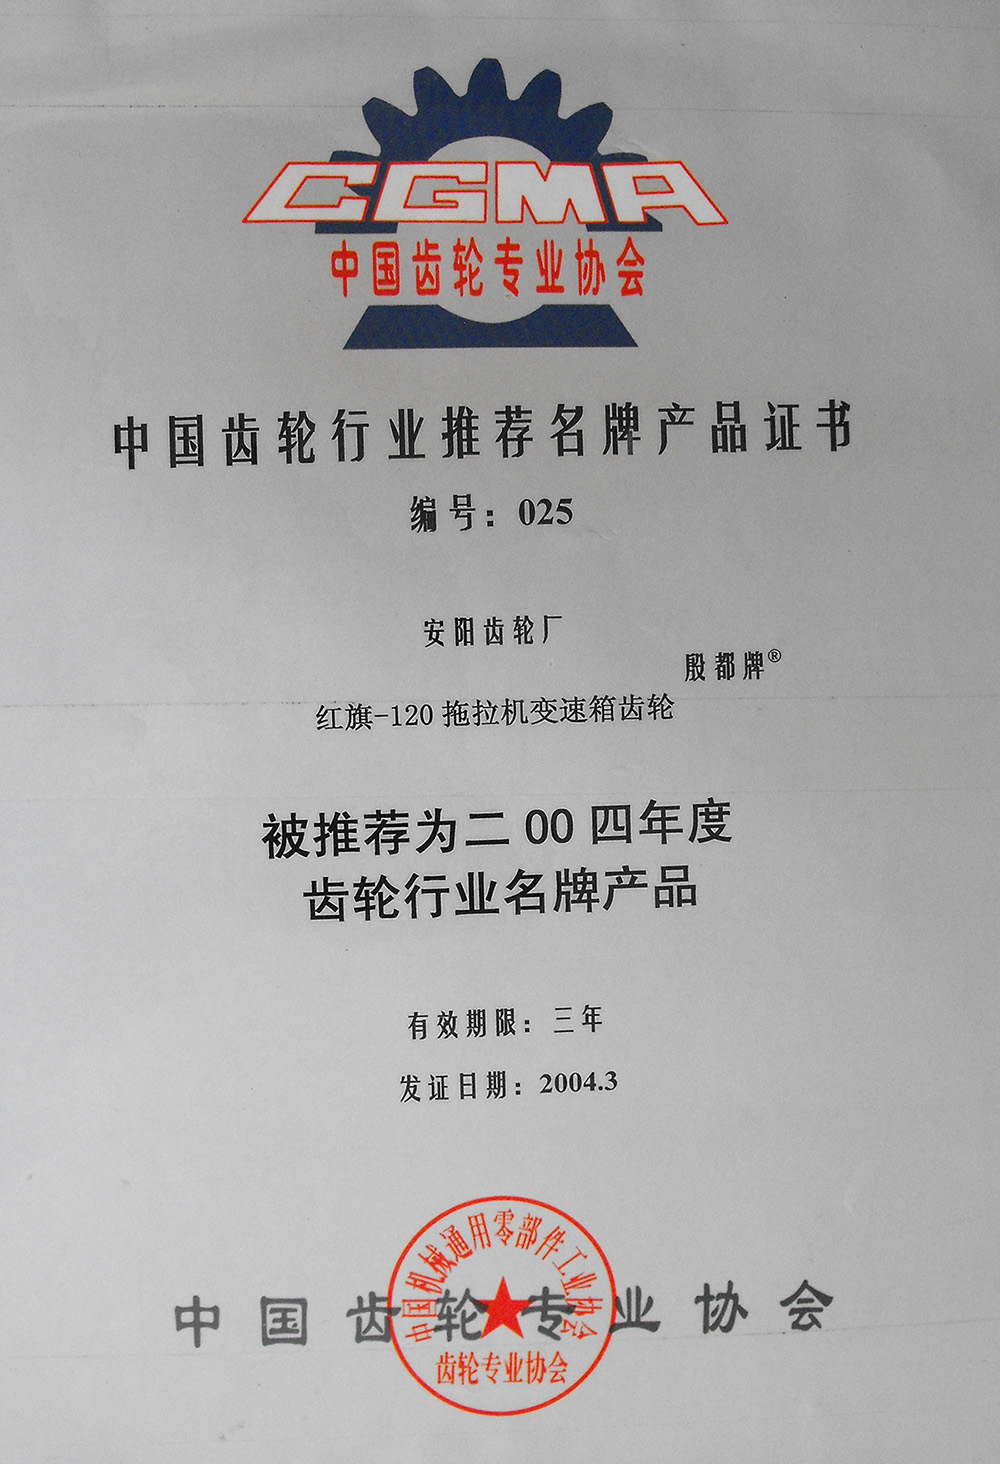 CGMA
中国齿轮专业协会
中国齿轮行业推荐名牌产品证书
编号：025
安阳齿轮厂
殷都牌®
红旗-120拖拉机变速箱齿轮
被推荐为二00四年度
齿轮行业名牌产品
有效期限：三年
发证日期：2004.3
中国齿轮专业协会
中国机械通用零部件工业协会
齿轮专业协会